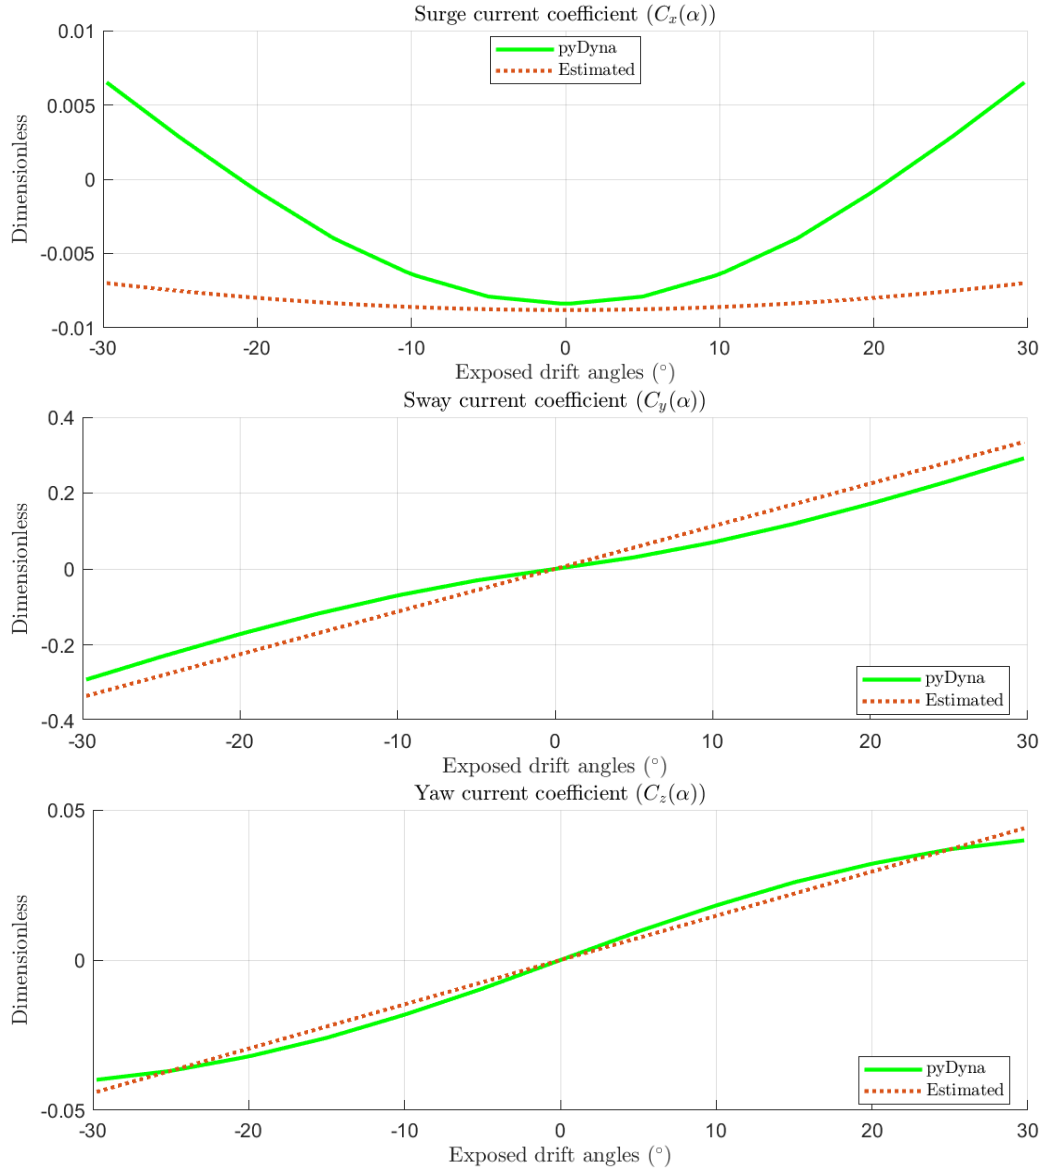 Surge current coefficient (Cₓ(α))
0.01
0.005
0
-0.005
-0.01
Dimensionless
pyDyna
Estimated
-30 -20 -10 0 10 20 30
Exposed drift angles (°)
Sway current coefficient (C_y(α))
0.4
0.2
0
-0.2
-0.4
Dimensionless
pyDyna
Estimated
-30 -20 -10 0 10 20 30
Exposed drift angles (°)
Yaw current coefficient (C_z(α))
0.05
0
-0.05
Dimensionless
pyDyna
Estimated
-30 -20 -10 0 10 20 30
Exposed drift angles (°)